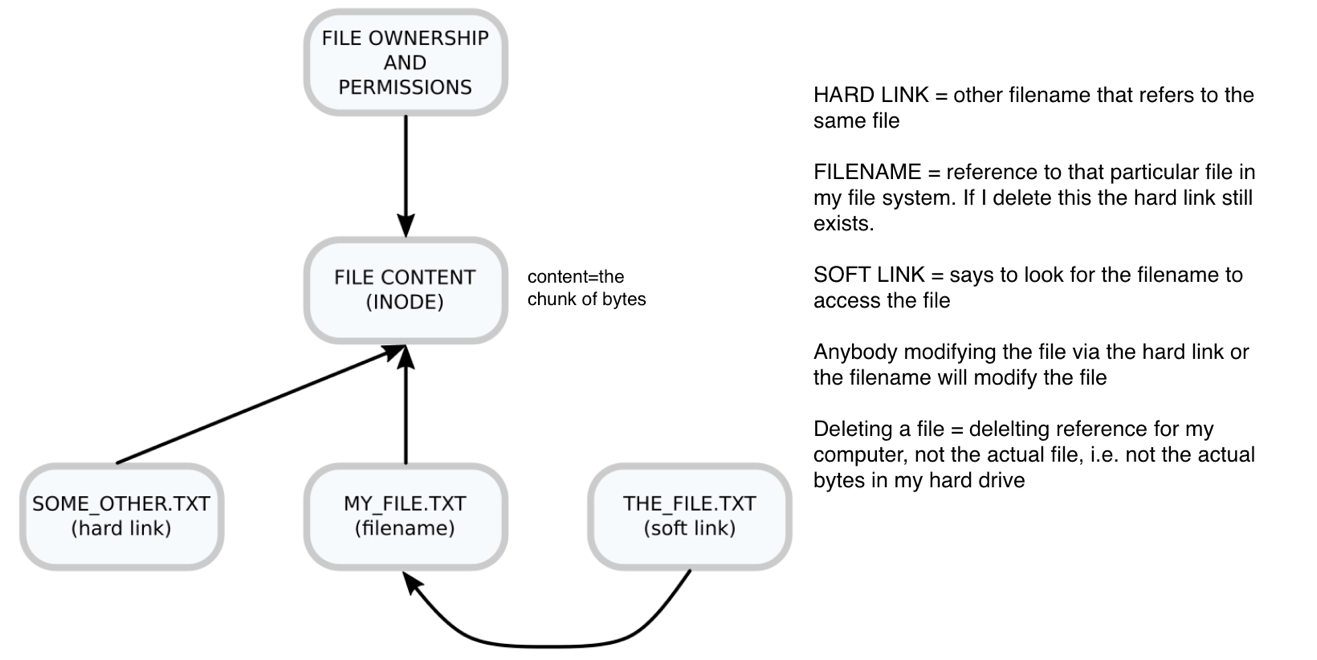 FILE OWNERSHIP
AND
PERMISSIONS
FILE CONTENT
(INODE)
content=the
chunk of bytes
SOME_OTHER.TXT
(hard link)
MY_FILE.TXT
(filename)
THE_FILE.TXT
(soft link)
HARD LINK = other filename that refers to the
same file
FILENAME = reference to that particular file in
my file system. If I delete this the hard link still
exists.
SOFT LINK = says to look for the filename to
access the file
Anybody modifying the file via the hard link or
the filename will modify the file
Deleting a file = delelting reference for my
computer, not the actual file, i.e. not the actual
bytes in my hard drive